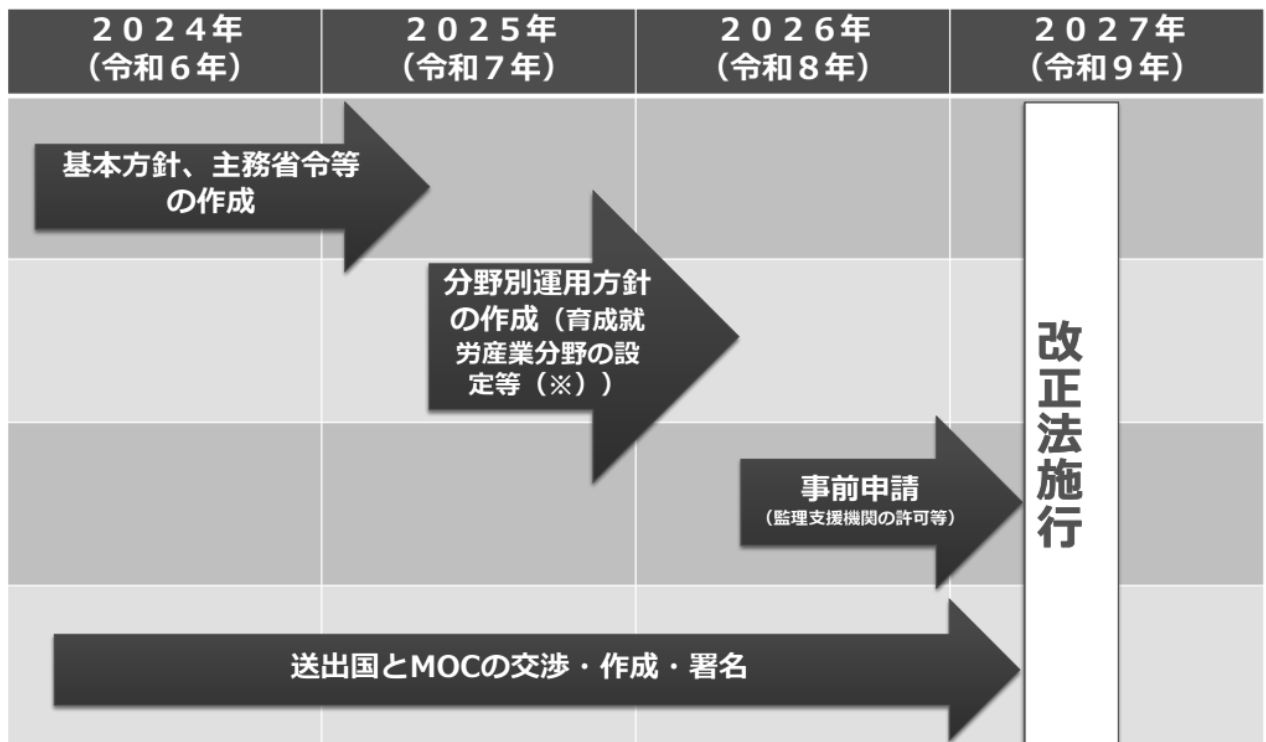 ２０２４年
（令和６年）
２０２５年
（令和７年）
２０２６年
（令和８年）
２０２７年
（令和９年）
基本方針、主務省令等
の作成
分野別運用方針
の作成（育成就
労産業分野の設
定等（※））
事前申請
（監理支援機関の許可等）
送出国とMOCの交渉・作成・署名
改正法施行